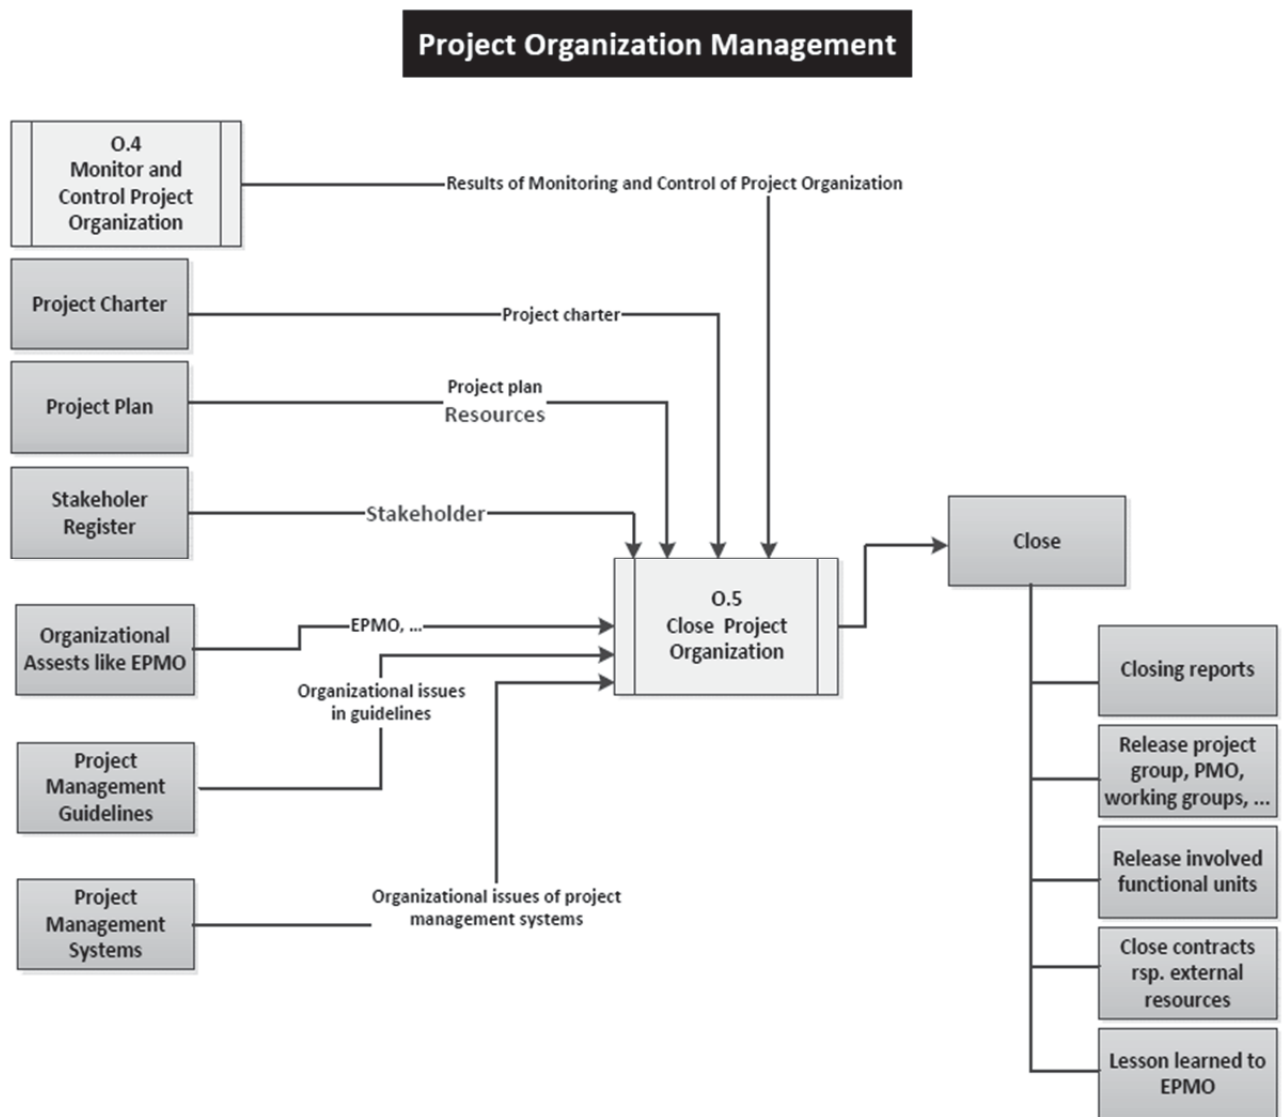 Project Organization Management
O.4
Monitor and
Control Project
Organization
Results of Monitoring and Control of Project Organization
Project Charter
Project charter
Project Plan
Project plan
Resources
Stakeholer
Register
Stakeholder
Close
O.5
Close Project
Organization
Organizational
Assests like EPMO
EPMO, ...
Organizational issues
in guidelines
Project
Management
Guidelines
Project
Management
Systems
Organizational issues of project
management systems
Closing reports
Release project
group, PMO,
working groups, ...
Release involved
functional units
Close contracts
rsp. external
resources
Lesson learned to
EPMO